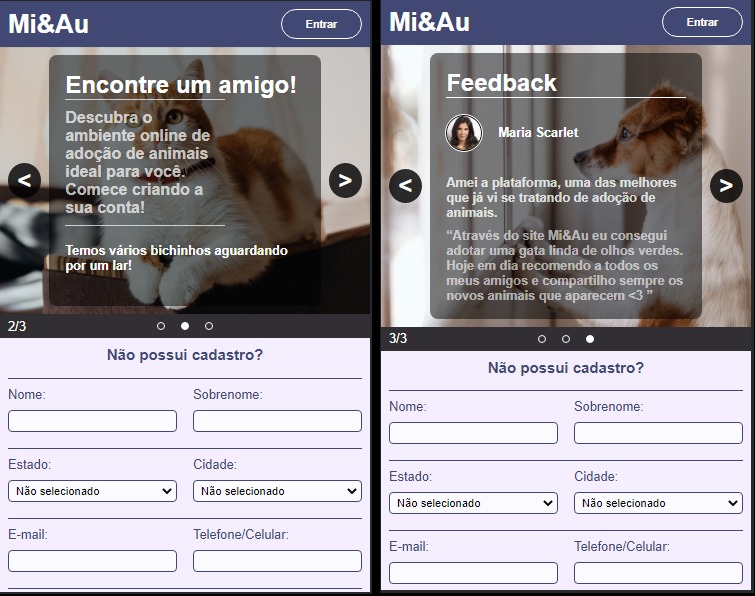 Mi&Au
Entrar
Encontre um amigo!
Descubra o
ambiente online de
adoção de animais
ideal para você.
Comece criando a
sua conta!
Temos vários bichinhos aguardando
por um lar!
<
>
2/3
Não possui cadastro?
Nome:
Sobrenome:
Estado:
Cidade:
Não selecionado
Não selecionado
E-mail:
Telefone/Celular:
Mi&Au
Entrar
Feedback
Maria Scarlet
Amei a plataforma, uma das melhores
que já vi se tratando de adoção de
animais.
“Através do site Mi&Au eu consegui
adotar uma gata linda de olhos verdes.
Hoje em dia recomendo a todos os
meus amigos e compartilho sempre os
novos animais que aparecem <3 ”
<
>
3/3
Não possui cadastro?
Nome:
Sobrenome:
Estado:
Cidade:
Não selecionado
Não selecionado
E-mail:
Telefone/Celular: